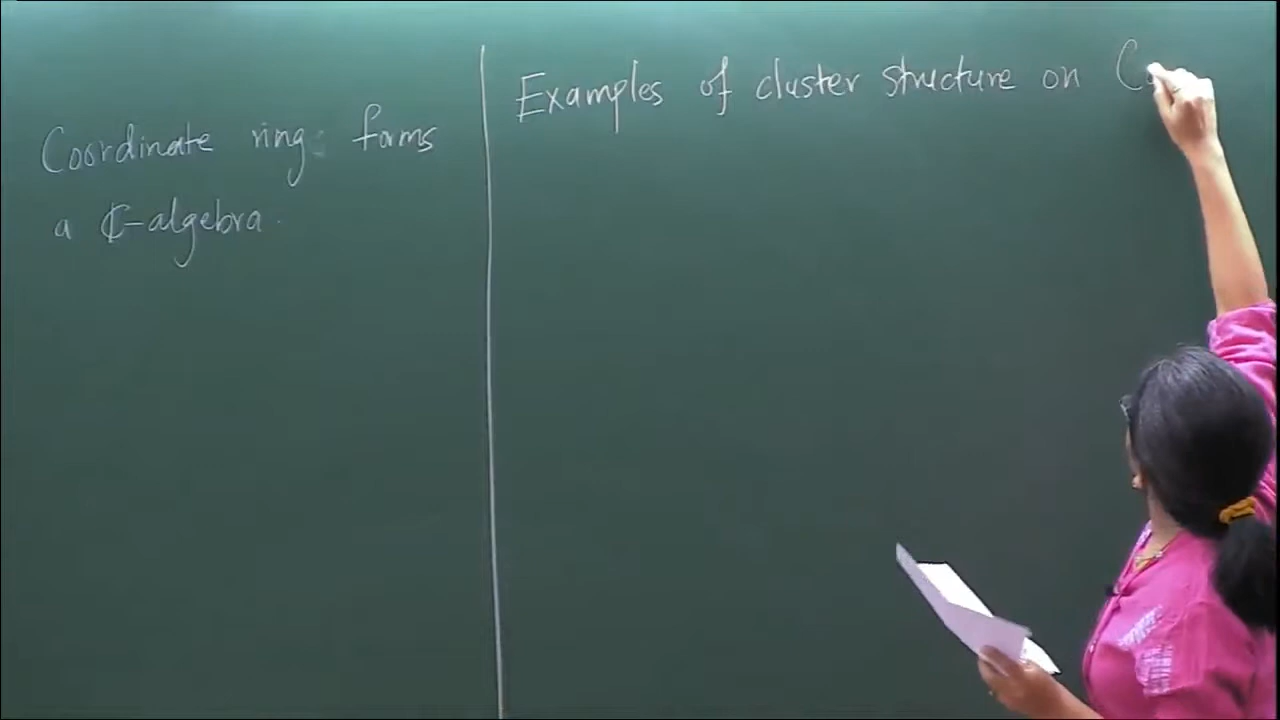 Coordinate ring: forms
a ℂ-algebra.
Examples of cluster structure on